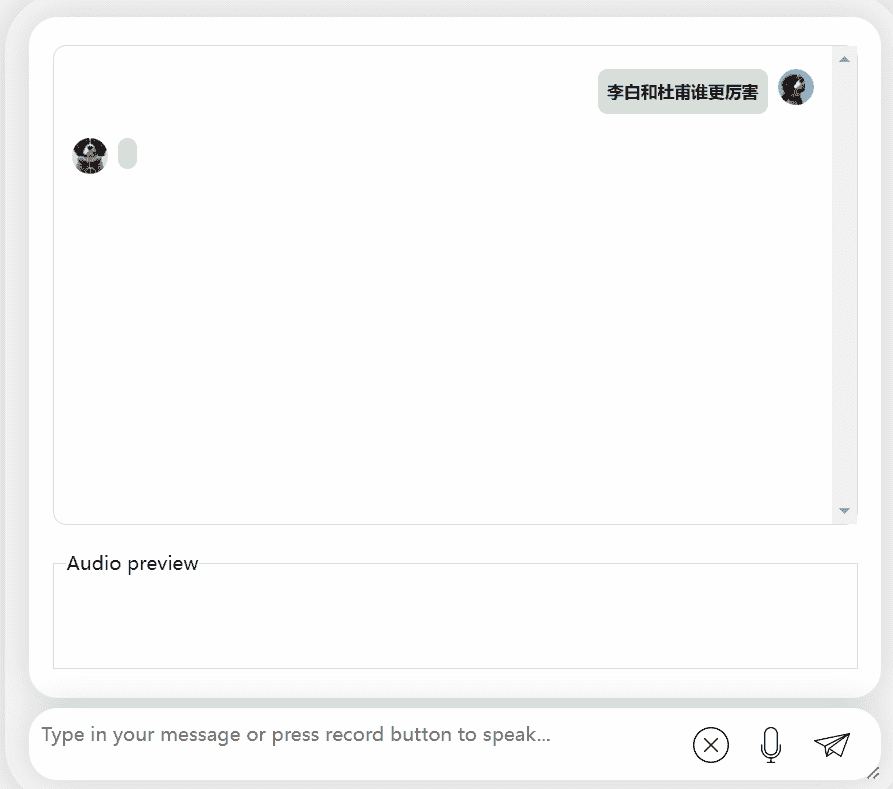 李白和杜甫谁更厉害
Audio preview
Type in your message or press record button to speak...